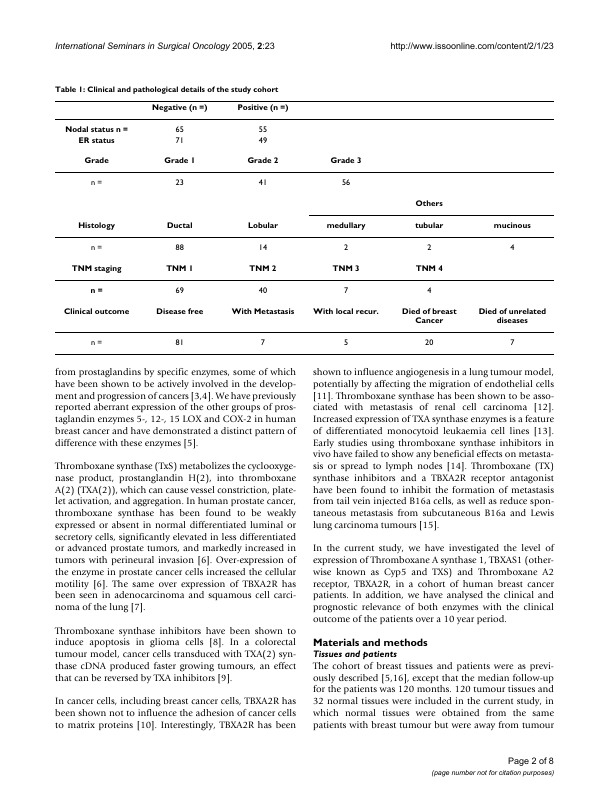 International Seminars in Surgical Oncology 2005, 2:23
http://www.issoonline.com/content/2/1/23
Table 1: Clinical and pathological details of the study cohort
Negative (n =) Positive (n =)
Nodal status n = 65 55
ER status 71 49
Grade Grade 1 Grade 2 Grade 3
n = 23 41 56
Others
Histology Ductal Lobular medullary tubular mucinous
n = 88 14 2 2 4
TNM staging TNM 1 TNM 2 TNM 3 TNM 4
n = 69 40 7 4
Clinical outcome Disease free With Metastasis With local recur. Died of breast Died of unrelated
Cancer diseases
n = 81 7 5 20 7
from prostaglandins by specific enzymes, some of which
have been shown to be actively involved in the develop-
ment and progression of cancers [3,4]. We have previously
reported aberrant expression of the other groups of pros-
taglandin enzymes 5-, 12-, 15 LOX and COX-2 in human
breast cancer and have demonstrated a distinct pattern of
difference with these enzymes [5].
Thromboxane synthase (TxS) metabolizes the cyclooxyge-
nase product, prostanglandin H(2), into thromboxane
A(2) (TXA(2)), which can cause vessel constriction, plate-
let activation, and aggregation. In human prostate cancer,
thromboxane synthase has been found to be weakly
expressed or absent in normal differentiated luminal or
secretory cells, significantly elevated in less differentiated
or advanced prostate tumors, and markedly increased in
tumors with perineural invasion [6]. Over-expression of
the enzyme in prostate cancer cells increased the cellular
motility [6]. The same over expression of TBXA2R has
been seen in adenocarcinoma and squamous cell carci-
noma of the lung [7].
Thromboxane synthase inhibitors have been shown to
induce apoptosis in glioma cells [8]. In a colorectal
tumour model, cancer cells transduced with TXA(2) syn-
thase cDNA produced faster growing tumours, an effect
that can be reversed by TXA inhibitors [9].
In cancer cells, including breast cancer cells, TBXA2R has
been shown not to influence the adhesion of cancer cells
to matrix proteins [10]. Interestingly, TBXA2R has been
shown to influence angiogenesis in a lung tumour model,
potentially by affecting the migration of endothelial cells
[11]. Thromboxane synthase has been shown to be asso-
ciated with metastasis of renal cell carcinoma [12].
Increased expression of TXA synthase enzymes is a feature
of differentiated monocytoid leukaemia cell lines [13].
Early studies using thromboxane synthase inhibitors in
vivo have failed to show any beneficial effects on metasta-
sis or spread to lymph nodes [14]. Thromboxane (TX)
synthase inhibitors and a TBXA2R receptor antagonist
have been found to inhibit the formation of metastasis
from tail vein injected B16a cells, as well as reduce spon-
taneous metastasis from subcutaneous B16a and Lewis
lung carcinoma tumours [15].
In the current study, we have investigated the level of
expression of Thromboxane A synthase 1, TBXAS1 (other-
wise known as Cyp5 and TXS) and Thromboxane A2
receptor, TBXA2R, in a cohort of human breast cancer
patients. In addition, we have analysed the clinical and
prognostic relevance of both enzymes with the clinical
outcome of the patients over a 10 year period.
Materials and methods
Tissues and patients
The cohort of breast tissues and patients were as previ-
ously described [5,16], except that the median follow-up
for the patients was 120 months. 120 tumour tissues and
32 normal tissues were included in the current study, in
which normal tissues were obtained from the same
patients with breast tumour but were away from tumour
Page 2 of 8
(page number not for citation purposes)